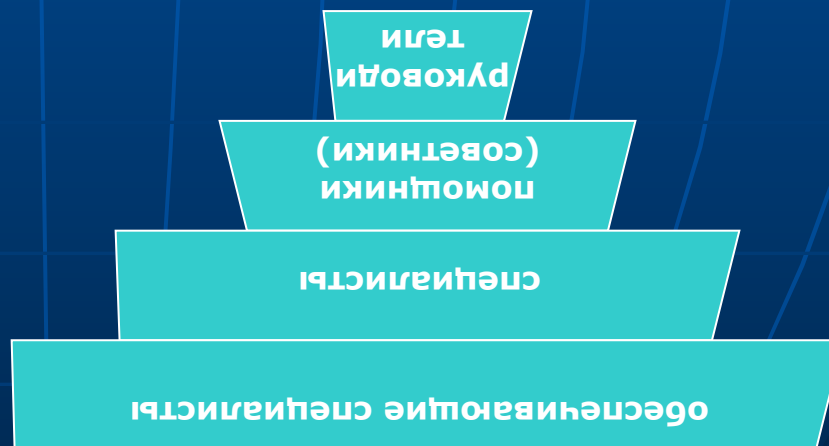 обеспечивающие специалисты
специалисты
помощники
(советники)
руководи
тели